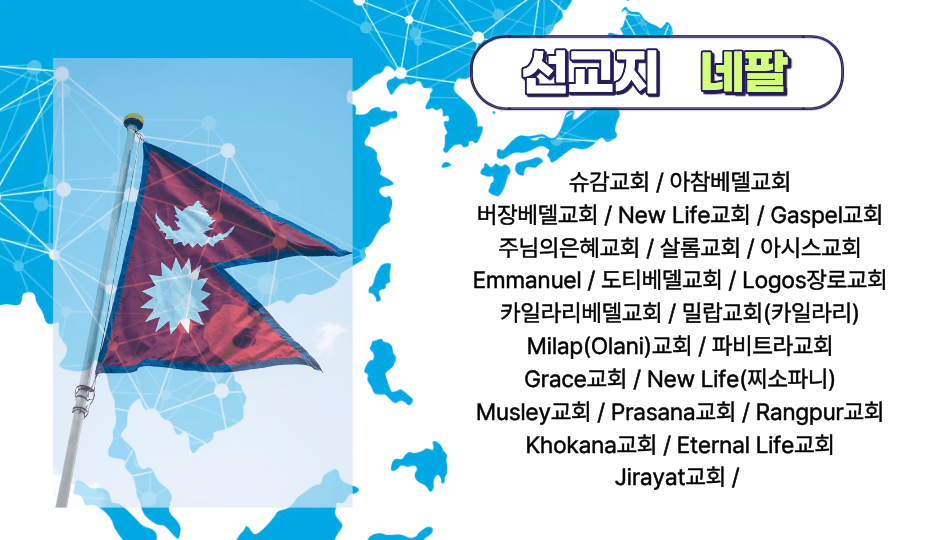 선교지 네팔
슈감교회 / 아참베델교회
버장베델교회 / New Life교회 / Gaspel교회
주님의은혜교회 / 살롬교회 / 아시스교회
Emmanuel / 도티베델교회 / Logos장로교회
카일라리베델교회 / 밀랍교회(카일라리)
Milap(Olani)교회 / 파비트라교회
Grace교회 / New Life(찌소파니)
Musley교회 / Prasana교회 / Rangpur교회
Khokana교회 / Eternal Life교회
Jirayat교회 /